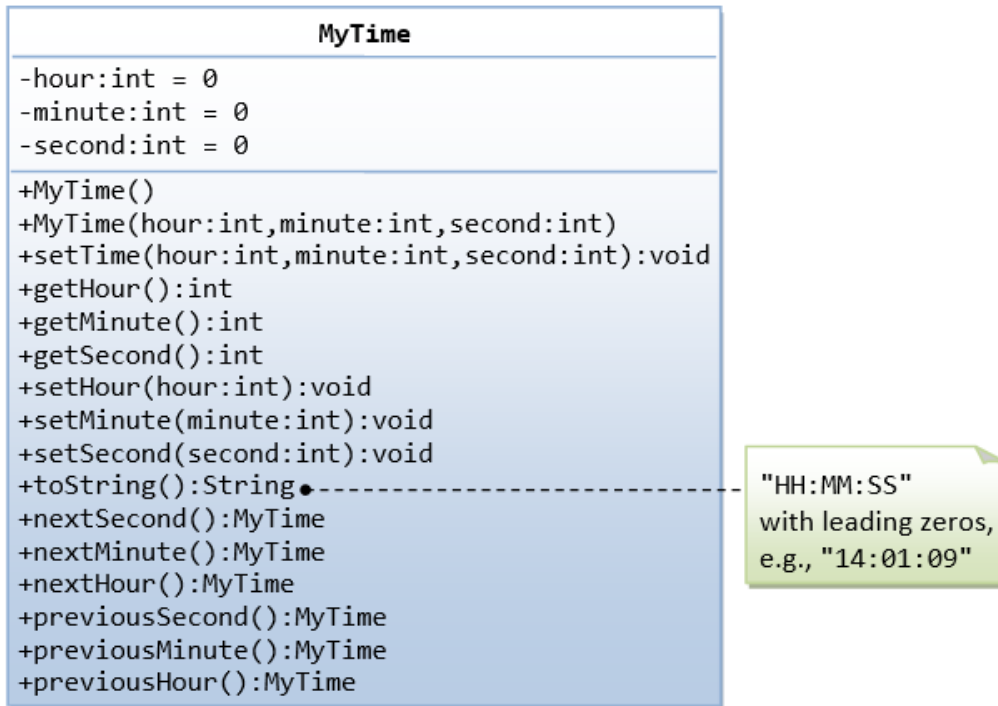 MyTime
-hour:int = 0
-minute:int = 0
-second:int = 0
+MyTime()
+MyTime(hour:int,minute:int,second:int)
+setTime(hour:int,minute:int,second:int):void
+getHour():int
+getMinute():int
+getSecond():int
+setHour(hour:int):void
+setMinute(minute:int):void
+setSecond(second:int):void
+toString():String
+nextSecond():MyTime
+nextMinute():MyTime
+nextHour():MyTime
+previousSecond():MyTime
+previousMinute():MyTime
+previousHour():MyTime
"HH:MM:SS"
with leading zeros,
e.g., "14:01:09"